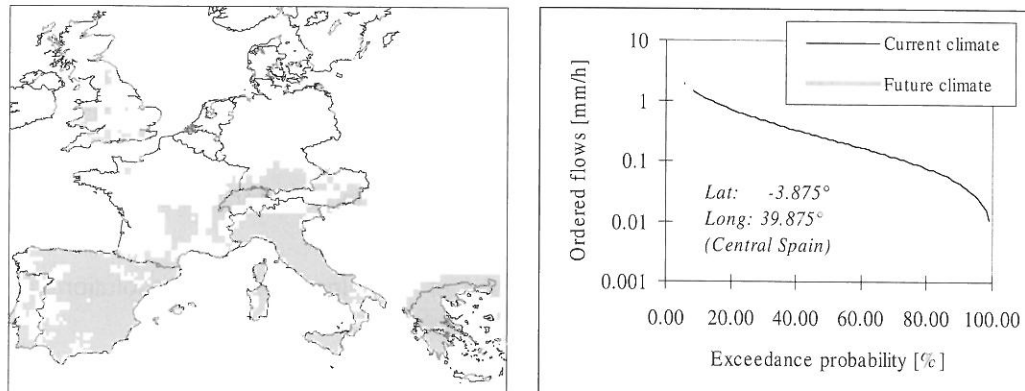 Current climate
Future climate
Ordered flows [mm/h]
10
1
0.1
0.01
0.001
Lat: -3.875°
Long: 39.875°
(Central Spain)
0.00 20.00 40.00 60.00 80.00 100.00
Exceedance probability [%]